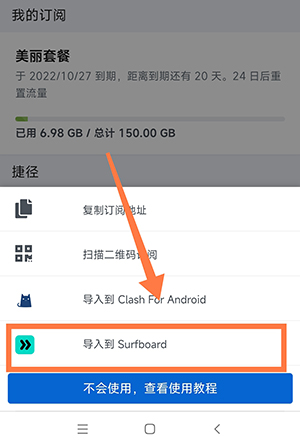 我的订阅
美丽套餐
于 2022/10/27 到期，距离到期还有 20 天。24 日后重
置流量
已用 6.98 GB / 总计 150.00 GB
捷径
复制订阅地址
扫描二维码订阅
导入到 Clash For Android
导入到 Surfboard
不会使用，查看使用教程